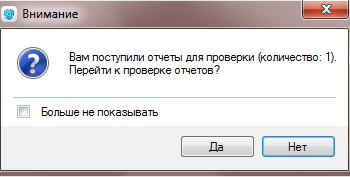 Внимание
Вам поступили отчеты для проверки (количество: 1).
Перейти к проверке отчетов?
Больше не показывать
Да
Нет